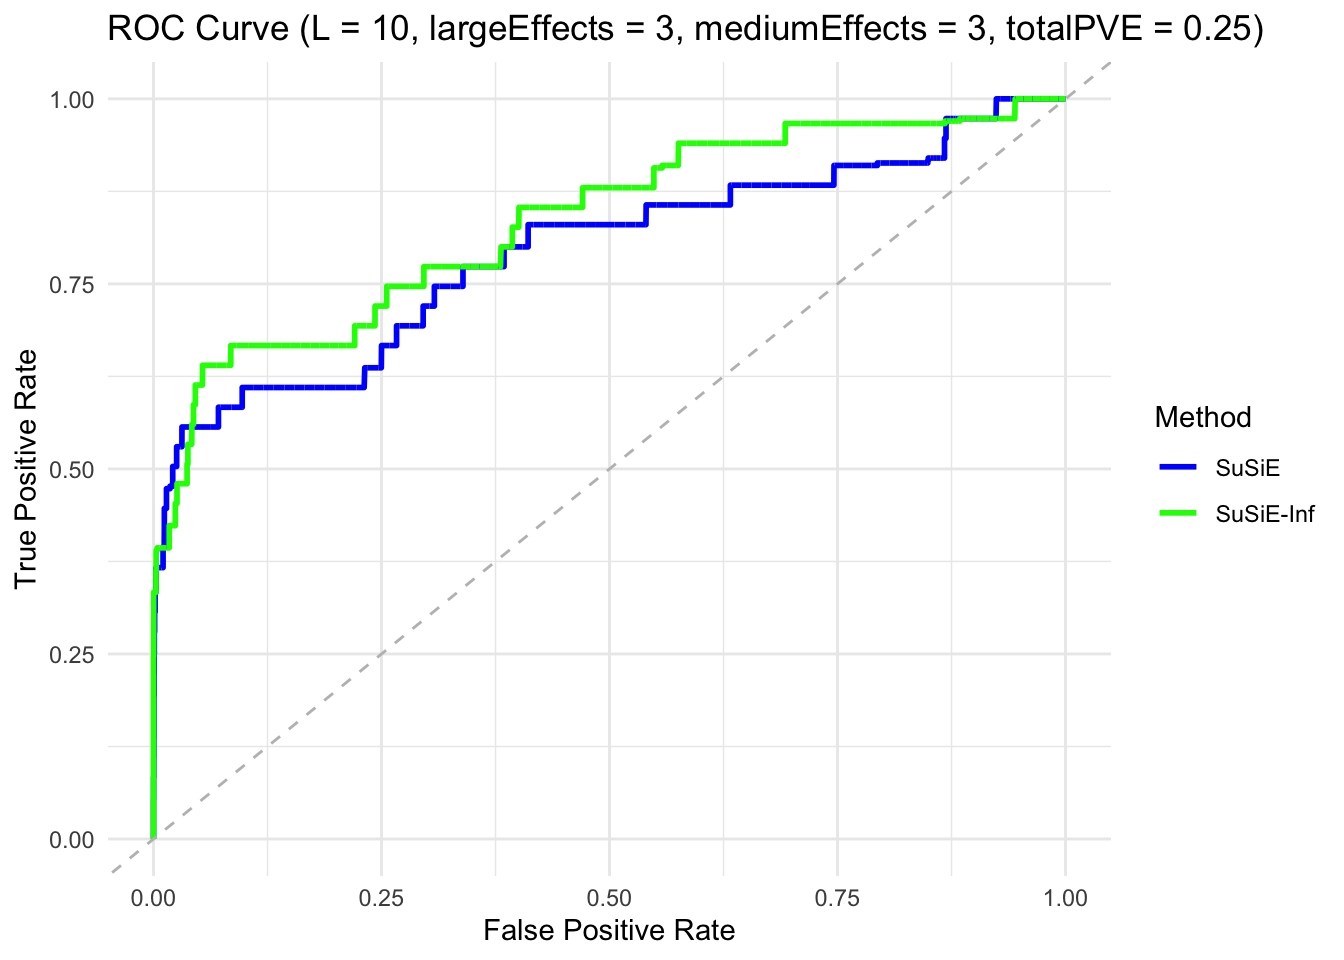 ROC Curve (L = 10, largeEffects = 3, mediumEffects = 3, totalPVE = 0.25)
True Positive Rate
1.00
0.75
0.50
0.25
0.00
0.00 0.25 0.50 0.75 1.00
False Positive Rate
Method
SuSiE
SuSiE-Inf